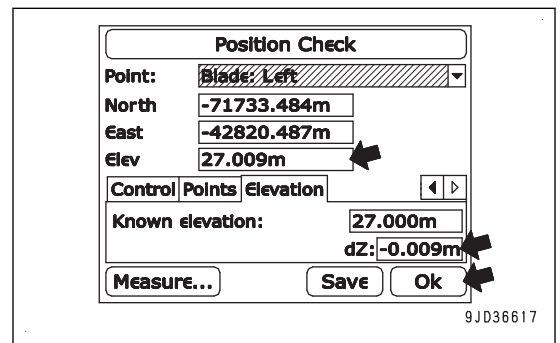 Position Check
Point: Blade: Left
North -71733.484m
East -42820.487m
Elev 27.009m
Control Points Elevation
Known elevation: 27.000m
dZ: -0.009m
Measure...) Save Ok
9JD36617